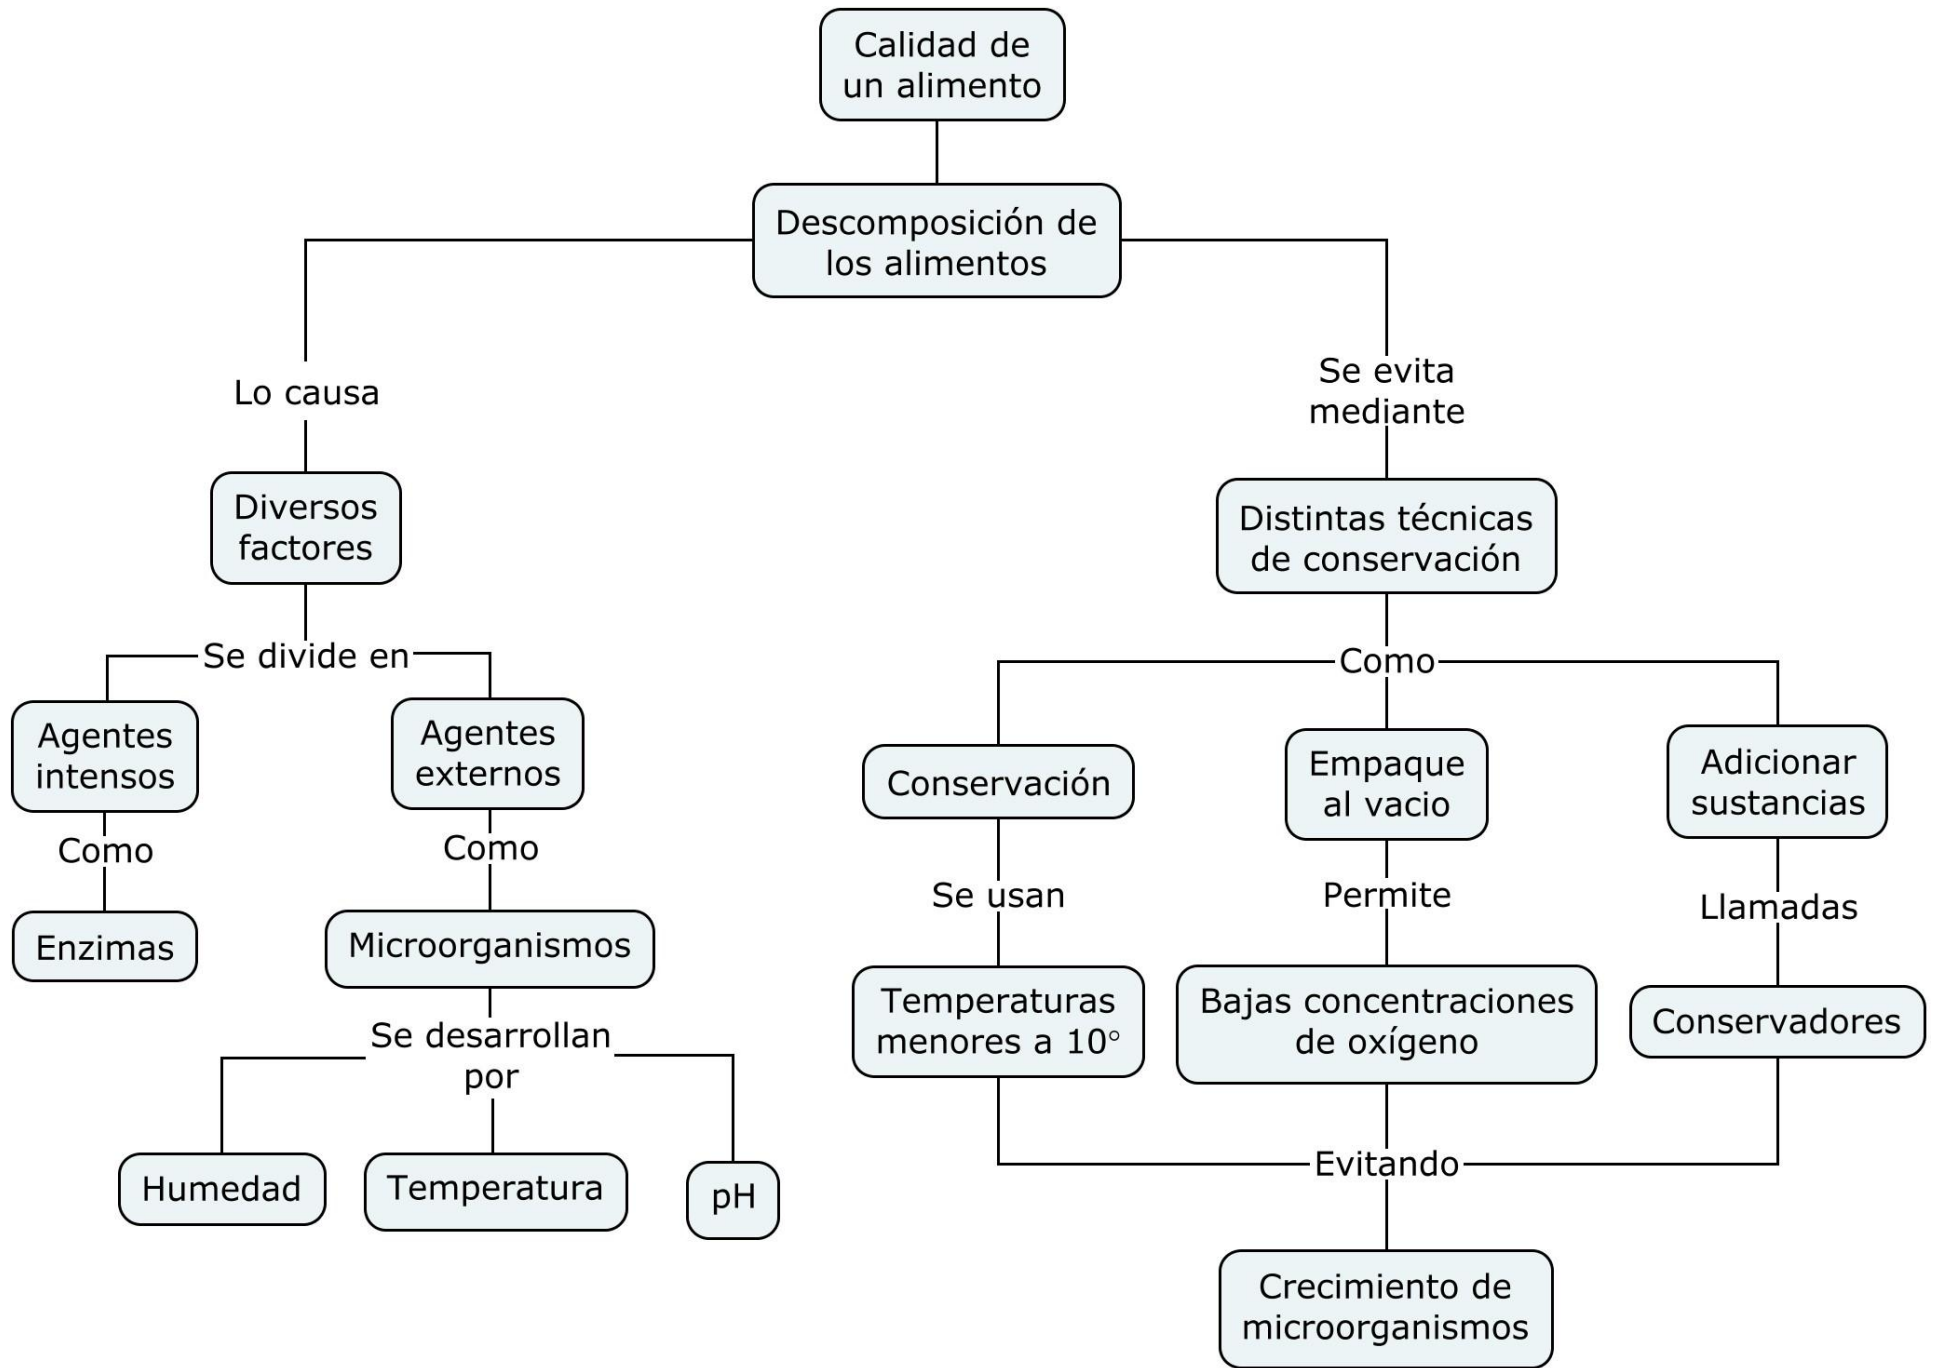 Calidad de
un alimento
Descomposición de
los alimentos
Lo causa
Diversos
factores
Se divide en
Agentes
intensos
Como
Enzimas
Agentes
externos
Como
Microorganismos
Se desarrollan
por
Humedad
Temperatura
pH
Se evita
mediante
Distintas técnicas
de conservación
Como
Conservación
Se usan
Temperaturas
menores a 10°
Empaque
al vacio
Permite
Bajas concentraciones
de oxígeno
Adicionar
sustancias
Llamadas
Conservadores
Evitando
Crecimiento de
microorganismos